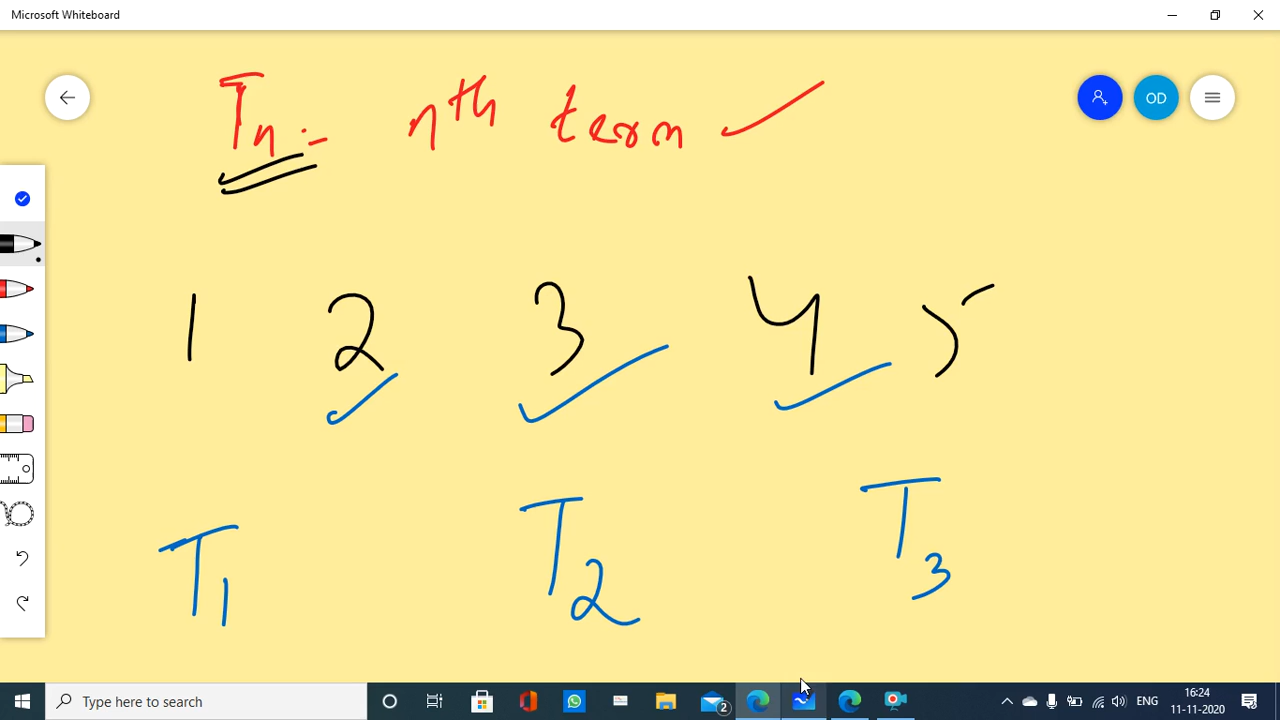 Microsoft Whiteboard
OD
Tn = nth term
1 2 3 4 5
T1 T2 T3
Type here to search
2
ENG
16:24
11-11-2020